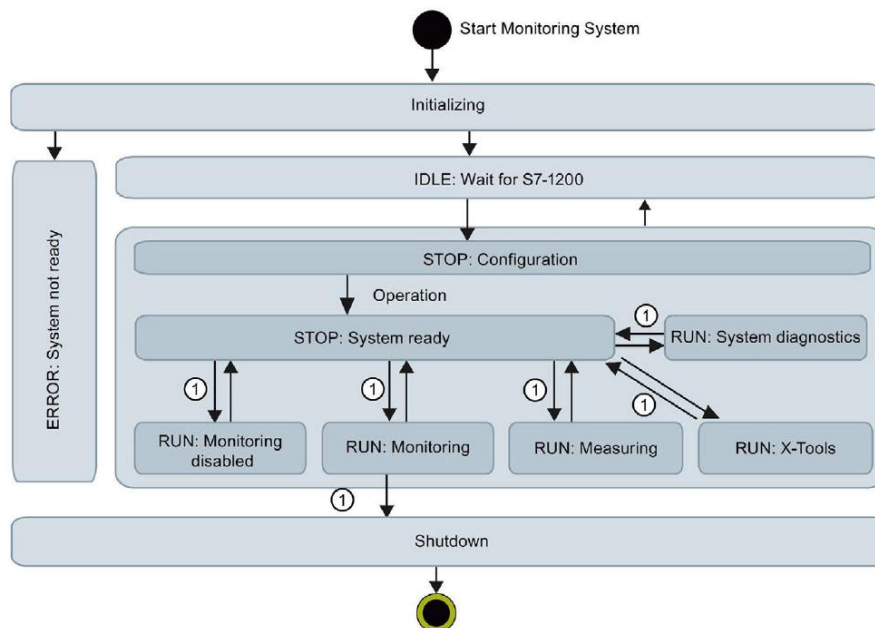 Start Monitoring System
Initializing
IDLE: Wait for S7-1200
ERROR: System not ready
STOP: Configuration
Operation
STOP: System ready
1
RUN: System diagnostics
1
1
1
1
RUN: Monitoring
disabled
RUN: Monitoring
RUN: Measuring
RUN: X-Tools
1
Shutdown